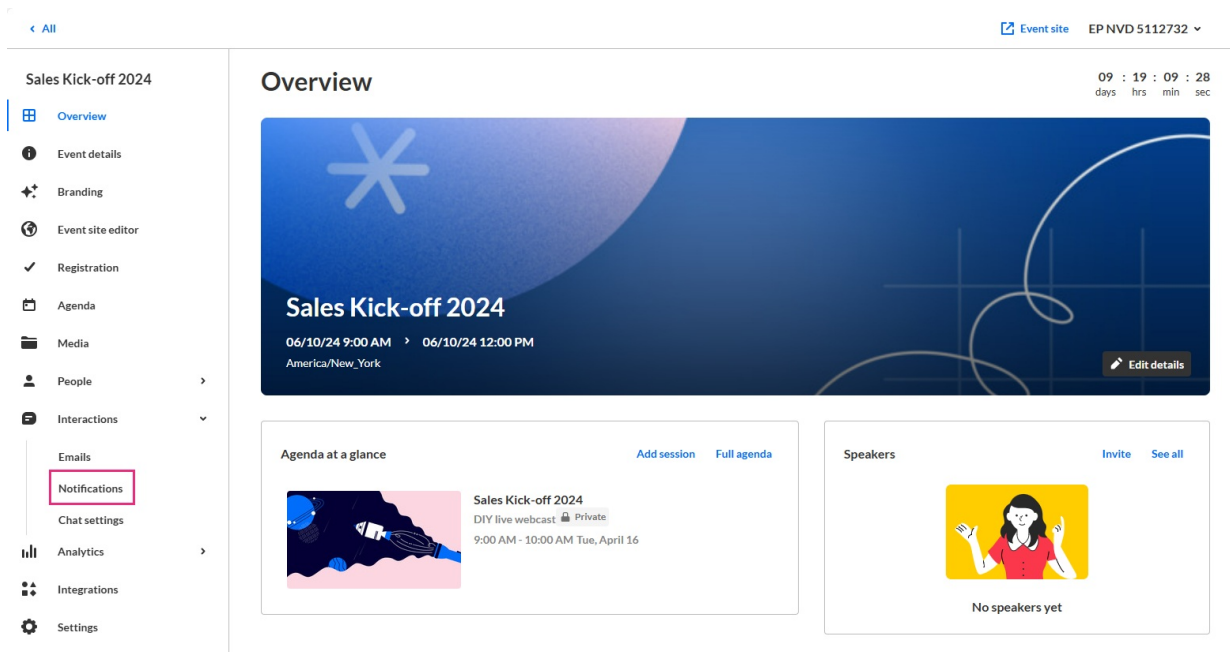 All
Event site
EP NVD 5112732
Sales Kick-off 2024
Overview
Event details
Branding
Event site editor
Registration
Agenda
Media
People
Interactions
Emails
Notifications
Chat settings
Analytics
Integrations
Settings
Overview
09 : 19 : 09 : 28
days hrs min sec
Sales Kick-off 2024
06/10/24 9:00 AM > 06/10/24 12:00 PM
America/New_York
Edit details
Agenda at a glance
Add session
Full agenda
Sales Kick-off 2024
DIY live webcast Private
9:00 AM - 10:00 AM Tue, April 16
Speakers
Invite
See all
No speakers yet